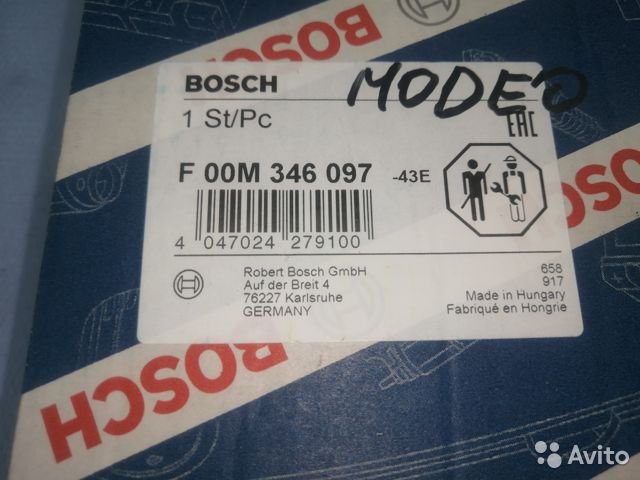 BOSCH
BOSCH
BOSCH MODEO
1 St/Pc
EAC
F 00M 346 097 -43E
4 047024 279100
Robert Bosch GmbH
Auf der Breit 4
76227 Karlsruhe
GERMANY
658
917
Made in Hungary
Fabriqué en Hongrie
BOSCH
BOSCH
Avito